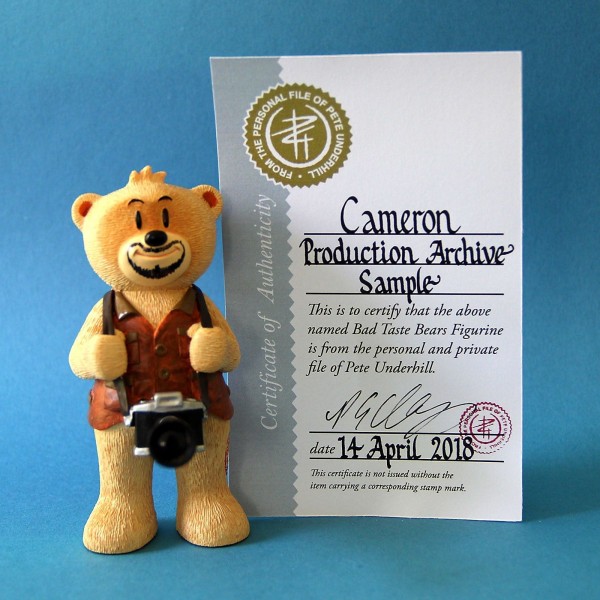 FROM THE PERSONAL FILE OF PETE UNDERHILL •
Certificate of Authenticity
Cameron
Production Archive
Sample
This is to certify that the above
named Bad Taste Bears Figurine
is from the personal and private
file of Pete Underhill.
date 14 April 2018
This certificate is not issued without the
item carrying a corresponding stamp mark.